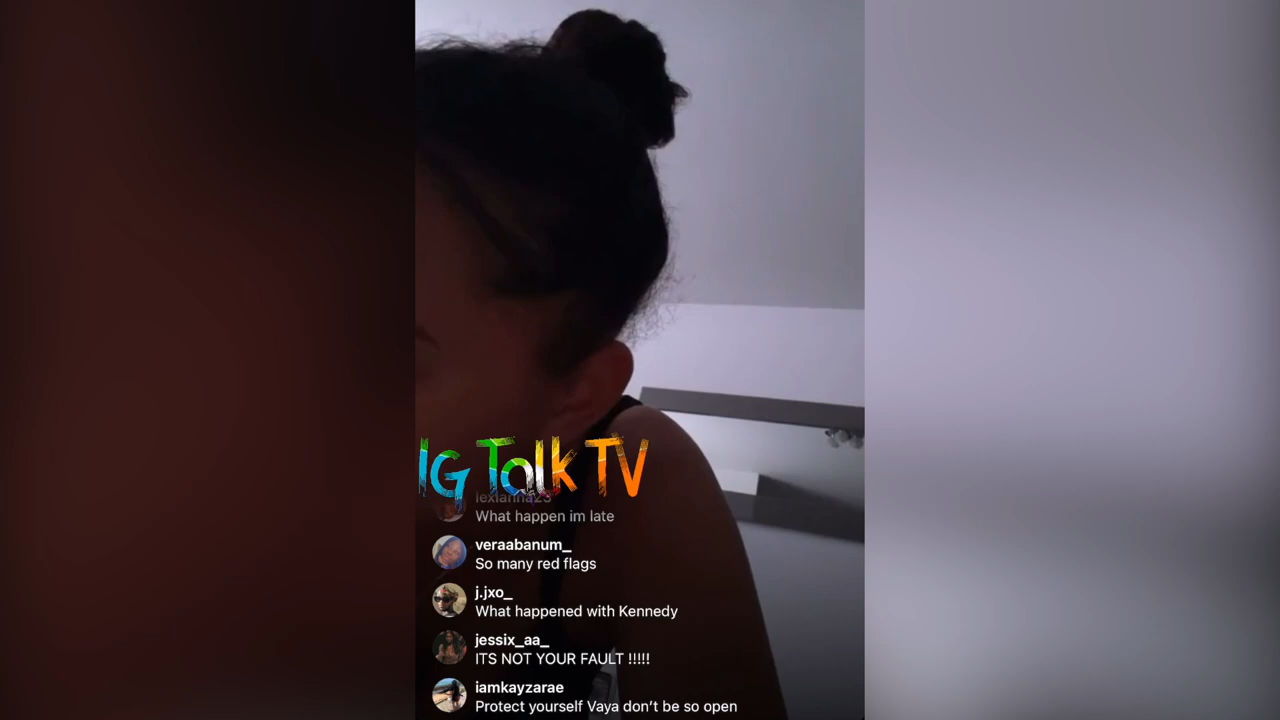 IG Talk TV
lexianna23
What happen im late
veraabanum_
So many red flags
j.jxo_
What happened with Kennedy
jessix_aa_
ITS NOT YOUR FAULT !!!!!
iamkayzarae
Protect yourself Vaya don’t be so open